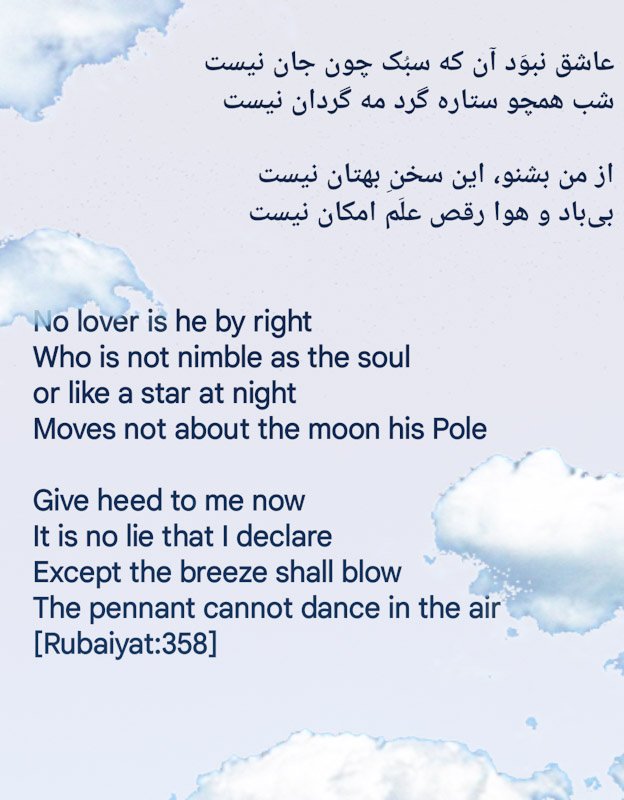 عاشق نبوَد آن که سبُک چون جان نیست
شب همچو ستاره گرد مه گردان نیست
از من بشنو، این سخنِ بهتان نیست
بی‌باد و هوا رقص علَم امکان نیست
No lover is he by right
Who is not nimble as the soul
or like a star at night
Moves not about the moon his Pole
Give heed to me now
It is no lie that I declare
Except the breeze shall blow
The pennant cannot dance in the air
[Rubaiyat:358]